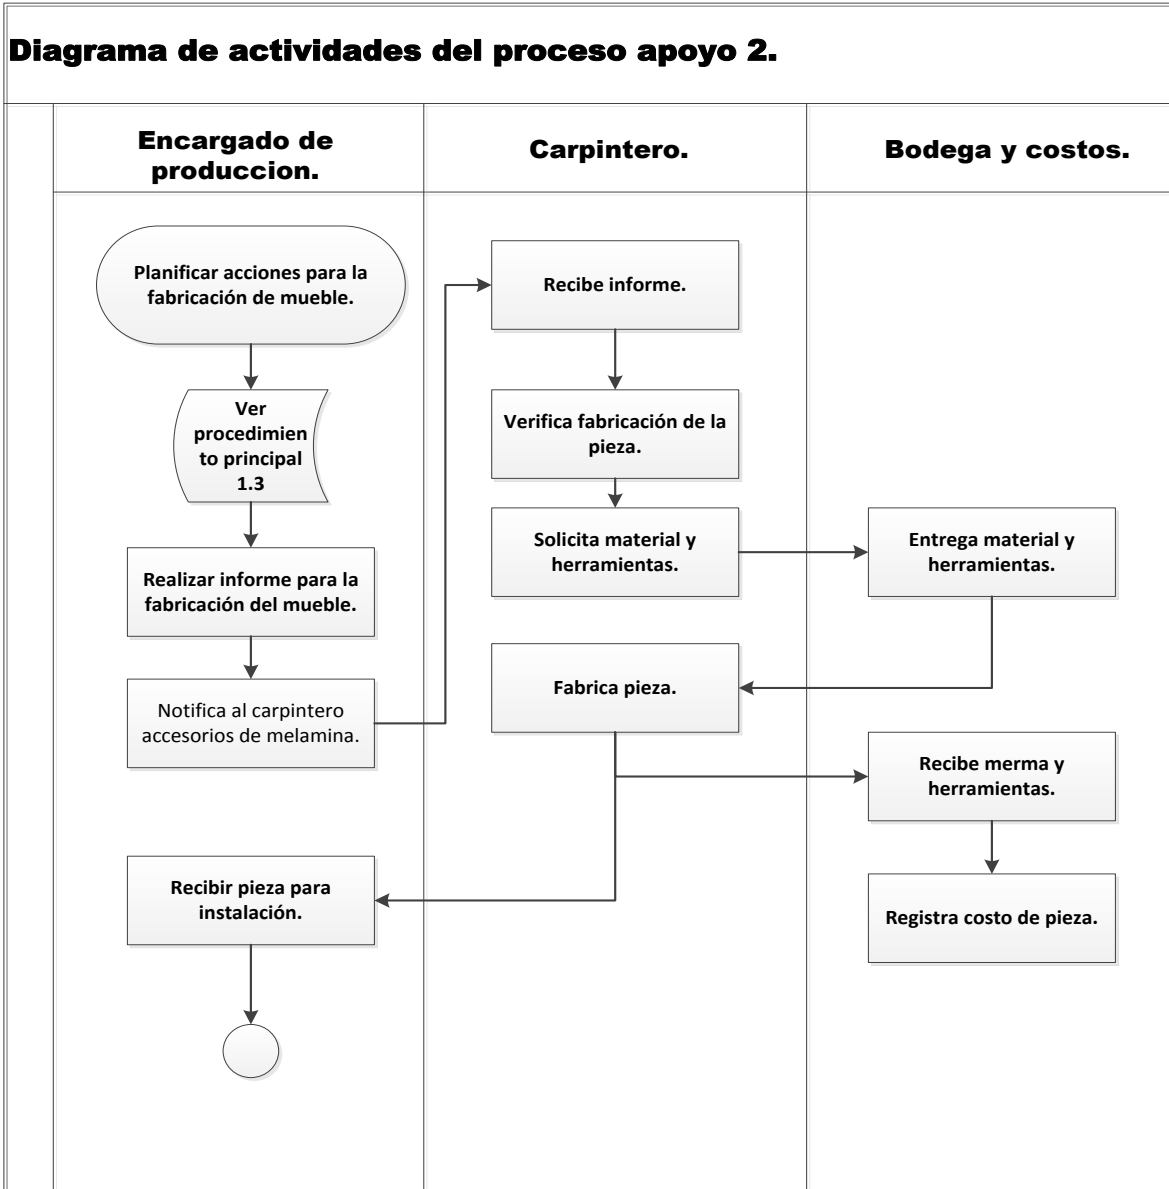 Diagrama de actividades del proceso apoyo 2.
Encargado de
produccion.
Carpintero.
Bodega y costos.
Planificar acciones para la
fabricación de mueble.
Ver
procedimien
to principal
1.3
Realizar informe para la
fabricación del mueble.
Notifica al carpintero
accesorios de melamina.
Recibir pieza para
instalación.
Recibe informe.
Verifica fabricación de la
pieza.
Solicita material y
herramientas.
Fabrica pieza.
Entrega material y
herramientas.
Recibe merma y
herramientas.
Registra costo de pieza.